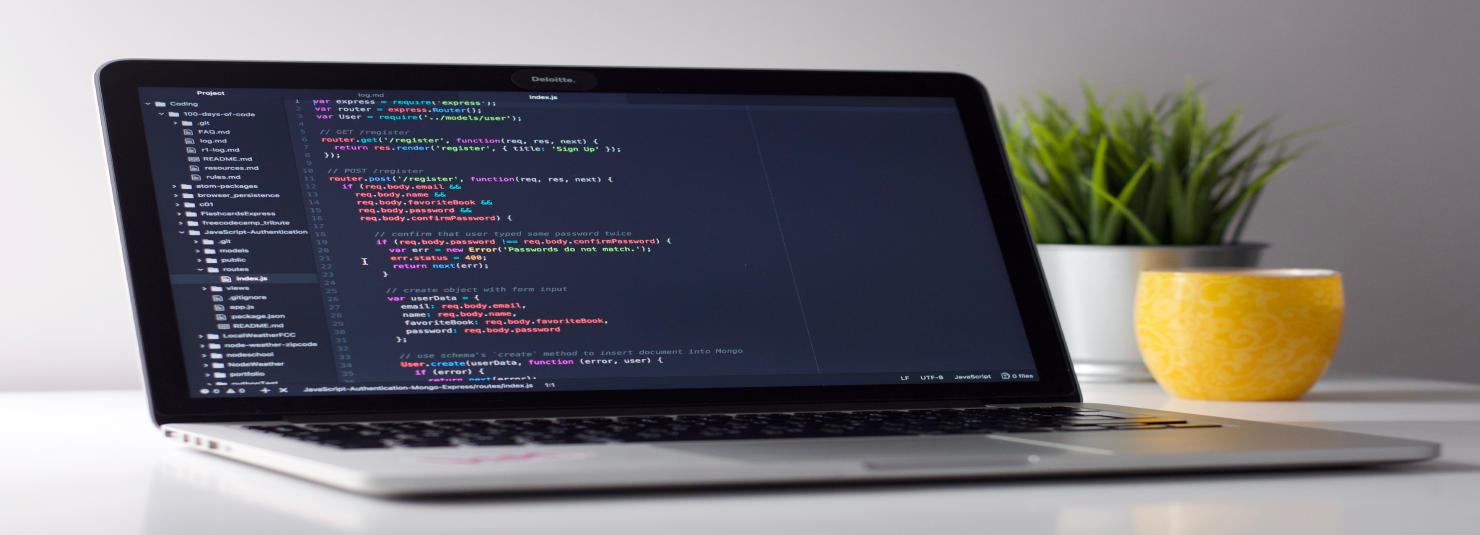 Deloitte.
Project
Coding
100-days-of-code
.git
FAQ.md
log.md
r1-log.md
README.md
resources.md
rules.md
atom-packages
browser_persistence
c01
FlashcardsExpress
freecodecamp_tribute
JavaScript-Authentication
.git
models
public
routes
index.js
views
.gitignore
app.js
package.json
README.md
LocalWeatherFCC
node-weather-zipcode
nodeschool
NodeWeather
portfolio
log.md
index.js
1 var express = require('express');
2 var router = express.Router();
3 var User = require('../models/user');
4
5 // GET /register
6 router.get('/register', function(req, res, next) {
7 return res.render('register', { title: 'Sign Up' });
8 });
9
10 // POST /register
11 router.post('/register', function(req, res, next) {
12 if (req.body.email &&
13 req.body.name &&
14 req.body.favoriteBook &&
15 req.body.password &&
16 req.body.confirmPassword) {
17
18 // confirm that user typed same password twice
19 if (req.body.password !== req.body.confirmPassword) {
20 var err = new Error('Passwords do not match.');
21 err.status = 400;
22 return next(err);
23 }
24
25 // create object with form input
26 var userData = {
27 email: req.body.email,
28 name: req.body.name,
29 favoriteBook: req.body.favoriteBook,
30 password: req.body.password
31 };
32
33 // use schema's `create` method to insert document into Mongo
34 User.create(userData, function (error, user) {
35 if (error) {
return next(error);
0 0 JavaScript-Authentication-Mongo-Express/routes/index.js 1:1
LF UTF-8 JavaScript 0 files